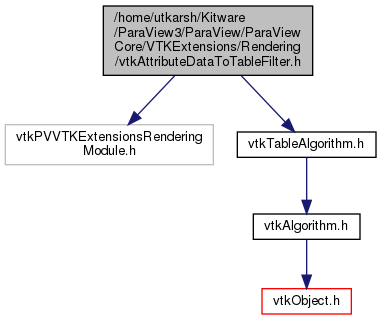 /home/utkarsh/Kitware
/ParaView3/ParaView/ParaView
Core/VTKExtensions/Rendering
/vtkAttributeDataToTableFilter.h
vtkPVVTKExtensionsRendering
Module.h
vtkTableAlgorithm.h
vtkAlgorithm.h
vtkObject.h